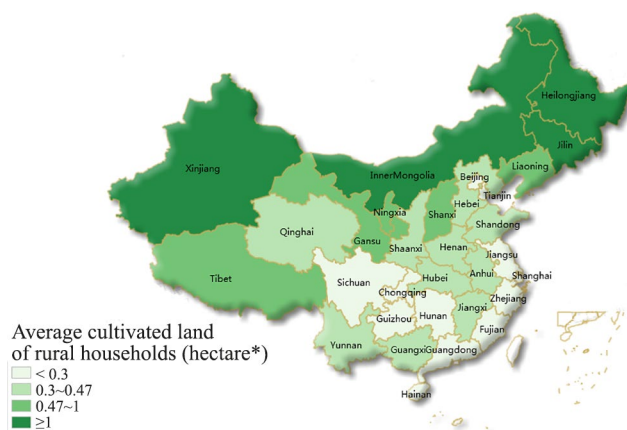 Heilongjiang
Jilin
Xinjiang
InnerMongolia
Liaoning
Beijing
Tianjin
Ningxia
Shanxi
Hebei
Shandong
Qinghai
Gansu
Shaanxi
Henan
Jiangsu
Tibet
Sichuan
Hubei
Anhui
Shanghai
Chongqing
Zhejiang
Guizhou
Hunan
Jiangxi
Fujian
Yunnan
Guangxi
Guangdong
Hainan
Average cultivated land
of rural households (hectare*)
< 0.3
0.3~0.47
0.47~1
≥1